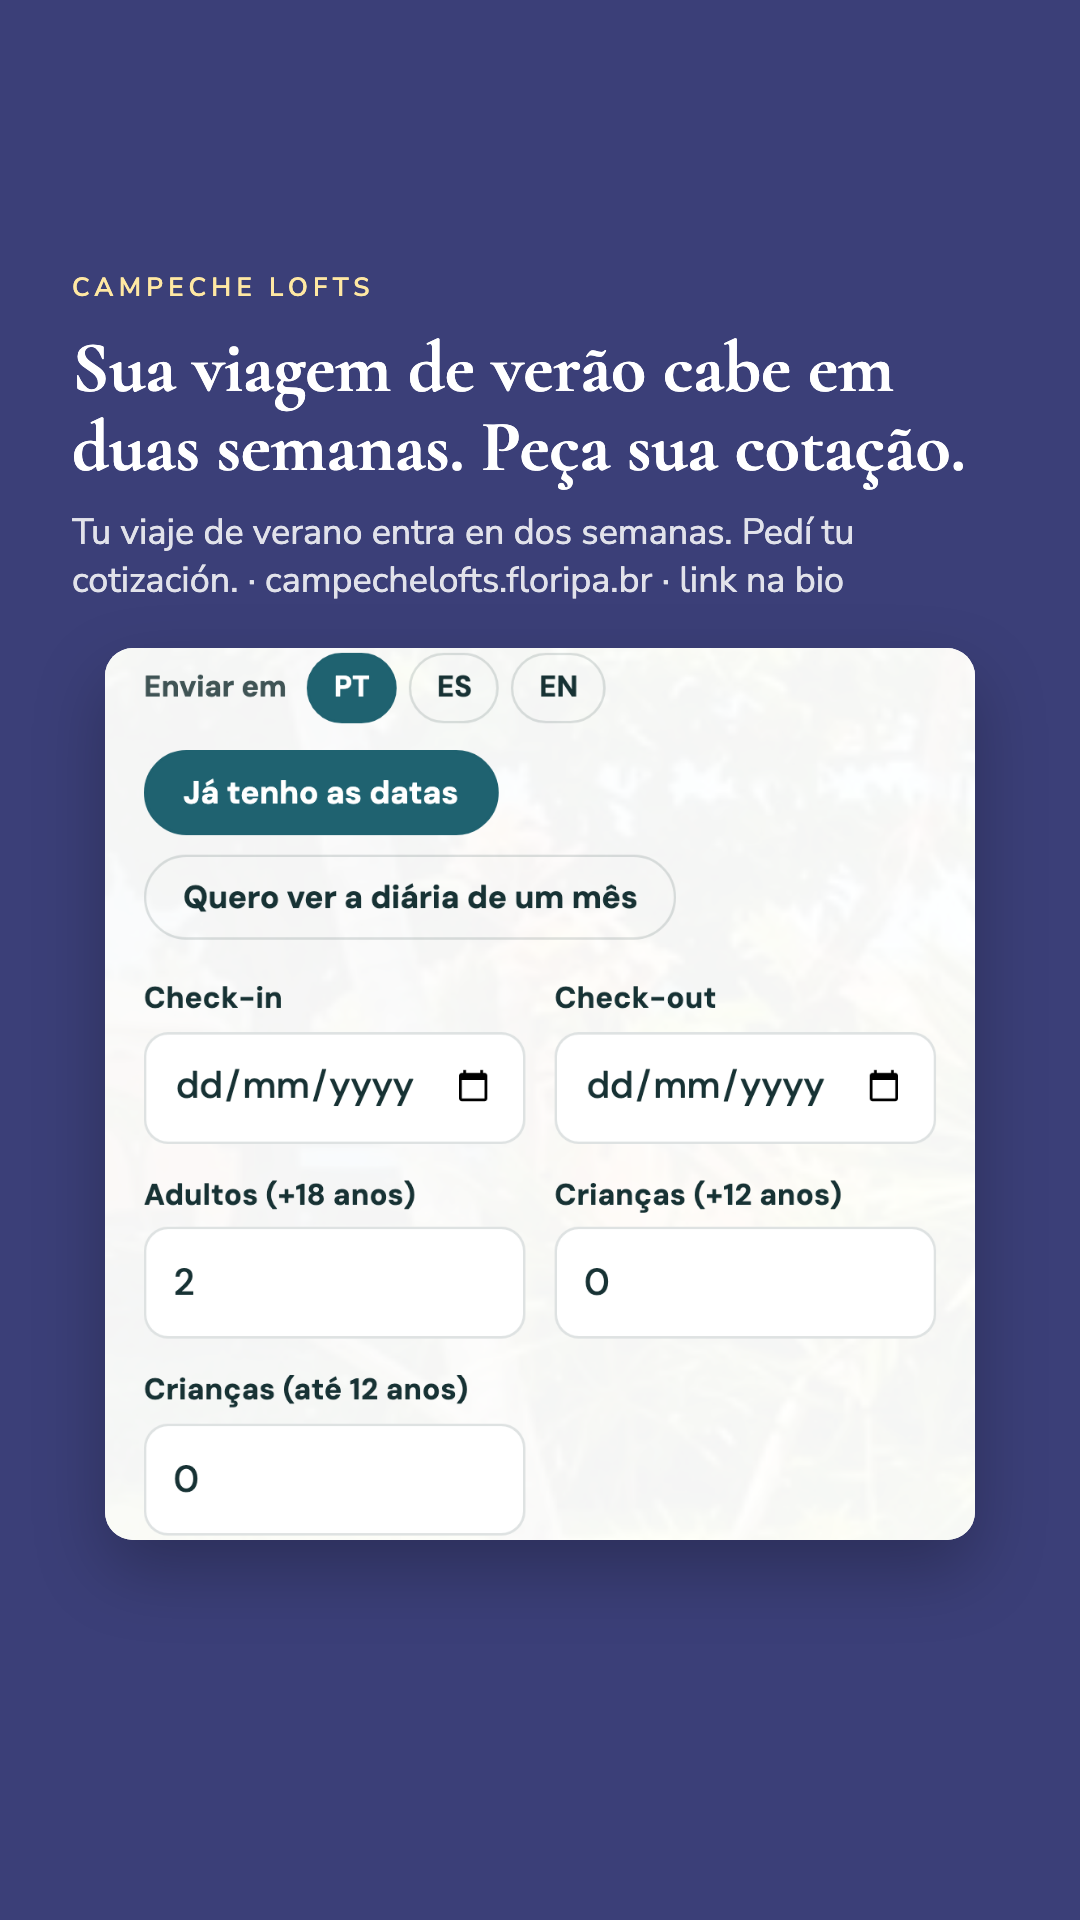 CAMPECHE LOFTS
Sua viagem de verão cabe em
duas semanas. Peça sua cotação.
Tu viaje de verano entra en dos semanas. Pedí tu
cotización. · campechelofts.floripa.br · link na bio
Enviar em PT ES EN
Já tenho as datas
Quero ver a diária de um mês
Check-in Check-out
dd/mm/yyyy dd/mm/yyyy
Adultos (+18 anos) Crianças (+12 anos)
2 0
Crianças (até 12 anos)
0